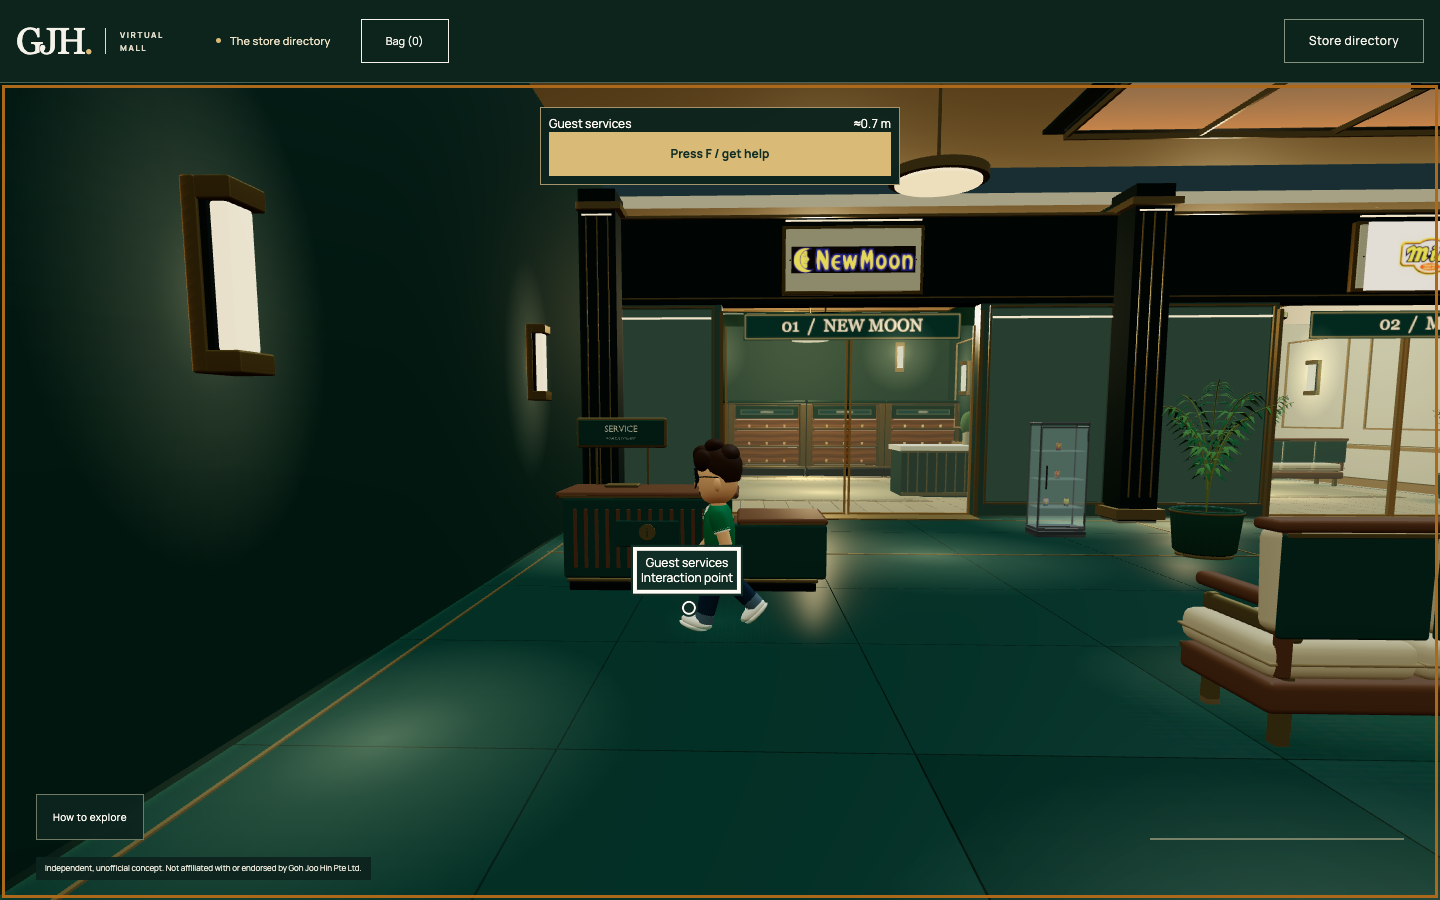 GJH.
VIRTUAL
MALL
The store directory
Bag (0)
Store directory
Guest services
≈0.7 m
Press F / get help
NewMoon
01 / NEW MOON
02 / M
SERVICE
Guest services
Interaction point
How to explore
Independent, unofficial concept. Not affiliated with or endorsed by Goh Joo Hin Pte Ltd.